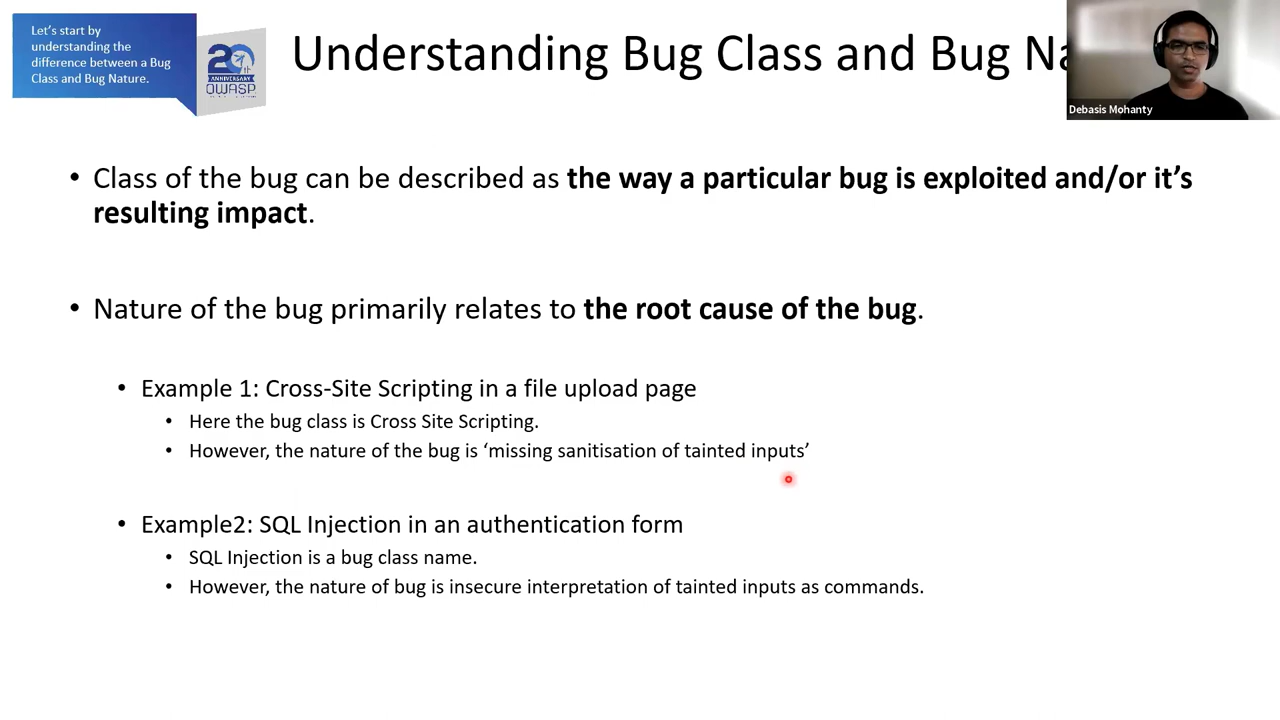 Let's start by
understanding the
difference between a Bug
Class and Bug Nature.
20th
ANNIVERSARY
OWASP
Understanding Bug Class and Bug Na
Debasis Mohanty
• Class of the bug can be described as the way a particular bug is exploited and/or it's
resulting impact.
• Nature of the bug primarily relates to the root cause of the bug.
• Example 1: Cross-Site Scripting in a file upload page
• Here the bug class is Cross Site Scripting.
• However, the nature of the bug is ‘missing sanitisation of tainted inputs’
• Example2: SQL Injection in an authentication form
• SQL Injection is a bug class name.
• However, the nature of bug is insecure interpretation of tainted inputs as commands.